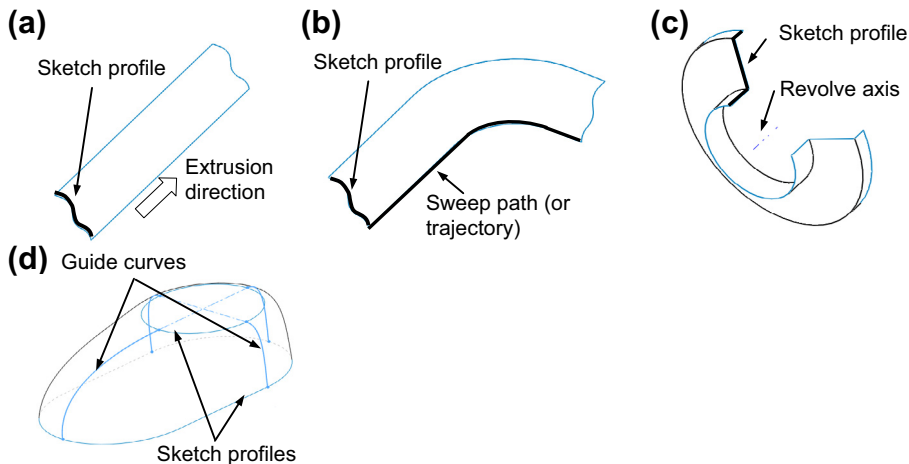 (a)
Sketch profile
Extrusion
direction
(b)
Sketch profile
Sweep path (or
trajectory)
(c)
Sketch profile
Revolve axis
(d)
Guide curves
Sketch profiles